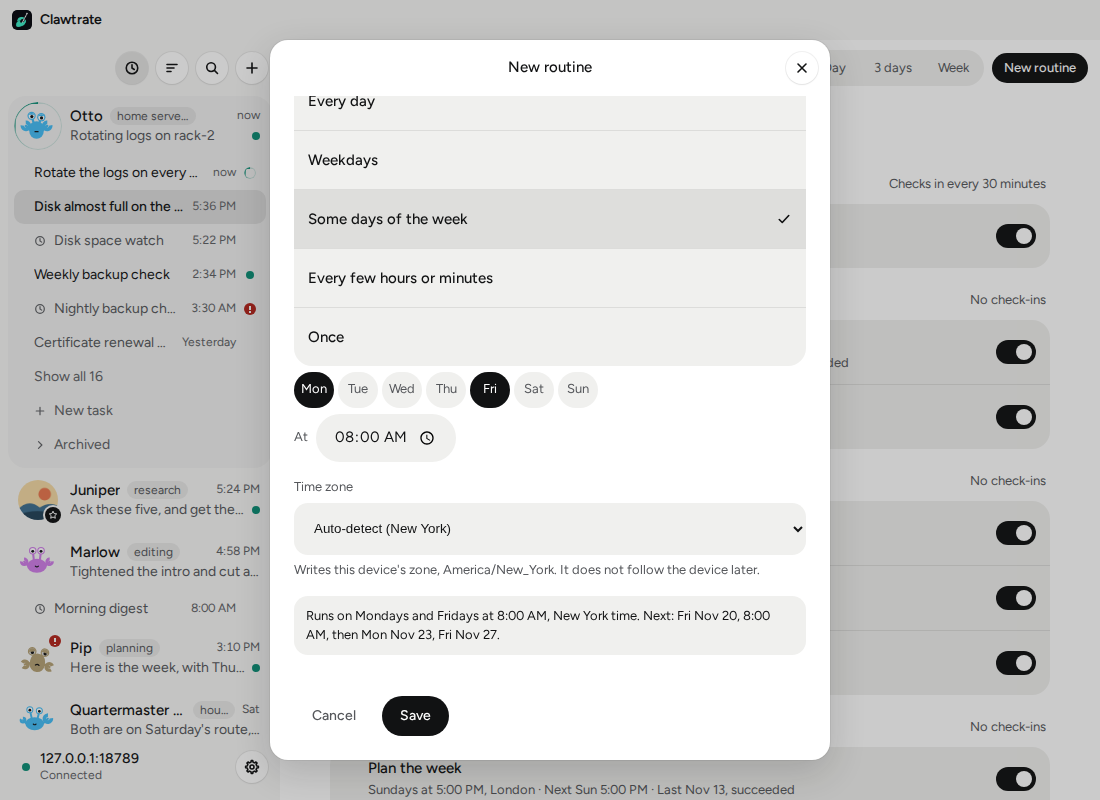 Clawtrate
Otto
home serve...
now
Rotating logs on rack-2
Rotate the logs on every ...
now
Disk almost full on the ...
5:36 PM
Disk space watch
5:22 PM
Weekly backup check
2:34 PM
Nightly backup ch...
3:30 AM
Certificate renewal ...
Yesterday
Show all 16
New task
Archived
Juniper
research
5:24 PM
Ask these five, and get the...
Marlow
editing
4:58 PM
Tightened the intro and cut a...
Morning digest
8:00 AM
Pip
planning
3:10 PM
Here is the week, with Thu...
Quartermaster ...
hou...
Sat
Both are on Saturday's route,...
127.0.0.1:18789
Connected
New routine
Every day
Weekdays
Some days of the week
Every few hours or minutes
Once
Mon
Tue
Wed
Thu
Fri
Sat
Sun
At
08:00 AM
Time zone
Auto-detect (New York)
Writes this device's zone, America/New_York. It does not follow the device later.
Runs on Mondays and Fridays at 8:00 AM, New York time. Next: Fri Nov 20, 8:00
AM, then Mon Nov 23, Fri Nov 27.
Cancel
Save
3 days
Week
New routine
Checks in every 30 minutes
No check-ins
No check-ins
No check-ins
Plan the week
Sundays at 5:00 PM, London · Next Sun 5:00 PM · Last Nov 13, succeeded